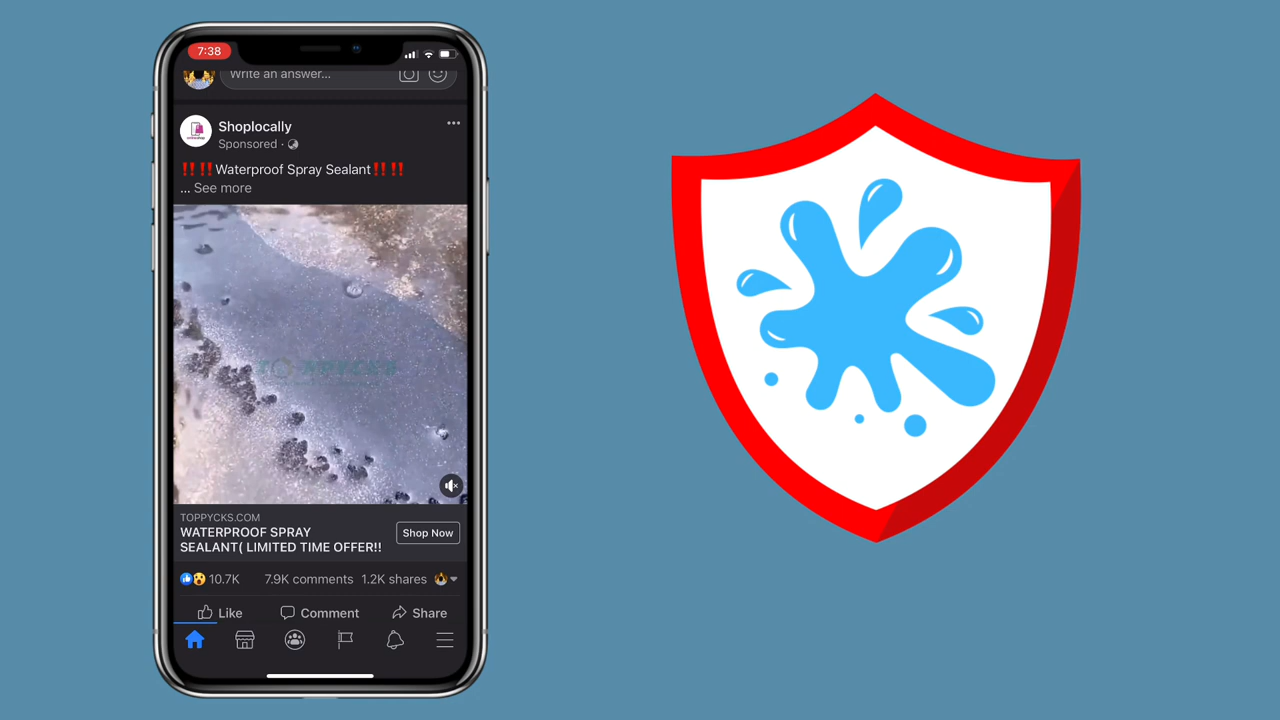 7:38
Write an answer...
Shoplocally
Sponsored ·
‼️‼️Waterproof Spray Sealant‼️‼️
... See more
TOPPYCKS.COM
WATERPROOF SPRAY
SEALANT( LIMITED TIME OFFER!!
Shop Now
10.7K 7.9K comments 1.2K shares
Like Comment Share